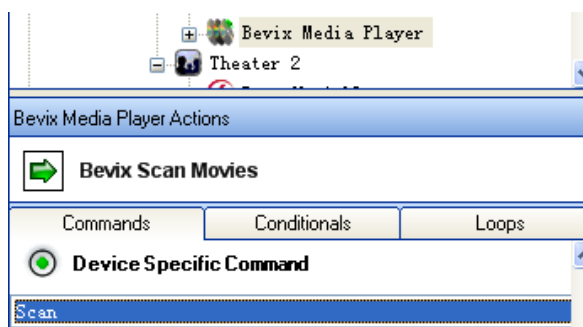 Bevix Media Player
Theater 2
Bevix Media Player Actions
Bevix Scan Movies
Commands Conditionals Loops
Device Specific Command
Scan